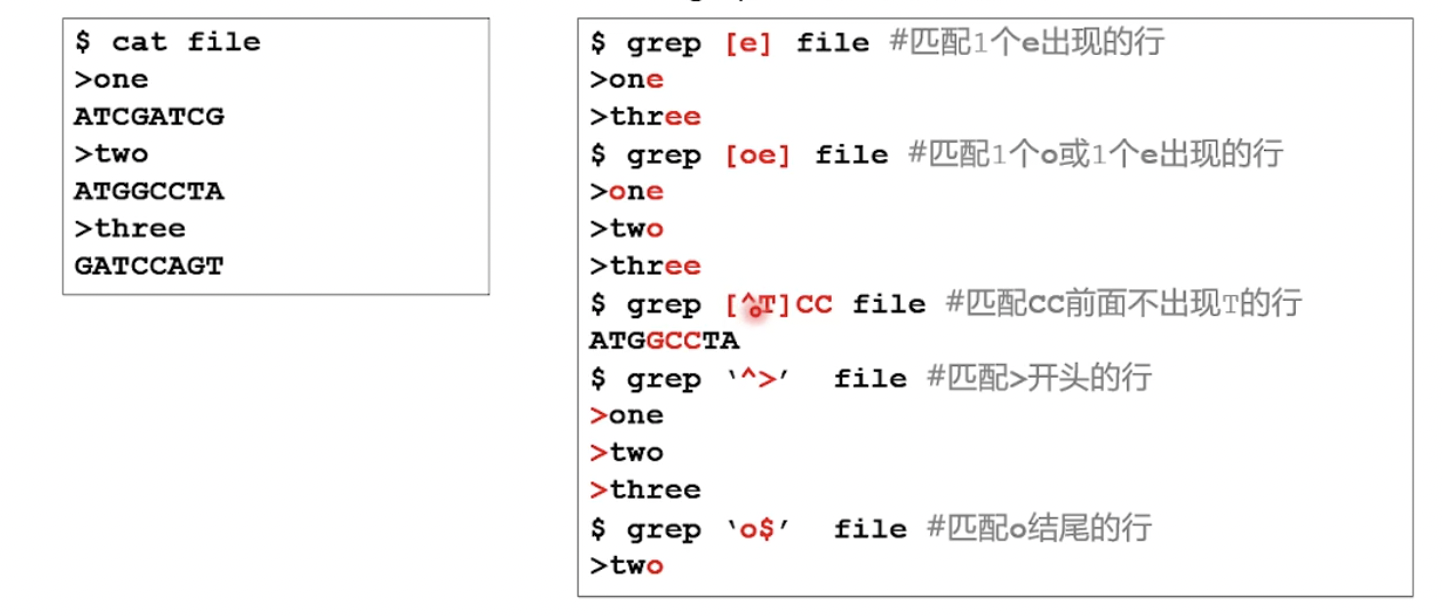 $ cat file
>one
ATCGATCG
>two
ATGGCCTA
>three
GATCCAGT
$ grep [e] file #匹配1个e出现的行
>one
>three
$ grep [oe] file #匹配1个o或1个e出现的行
>one
>two
>three
$ grep [^T]CC file #匹配CC前面不出现T的行
ATGGCCTA
$ grep ‵^>′ file #匹配>开头的行
>one
>two
>three
$ grep ‵o$′ file #匹配o结尾的行
>two